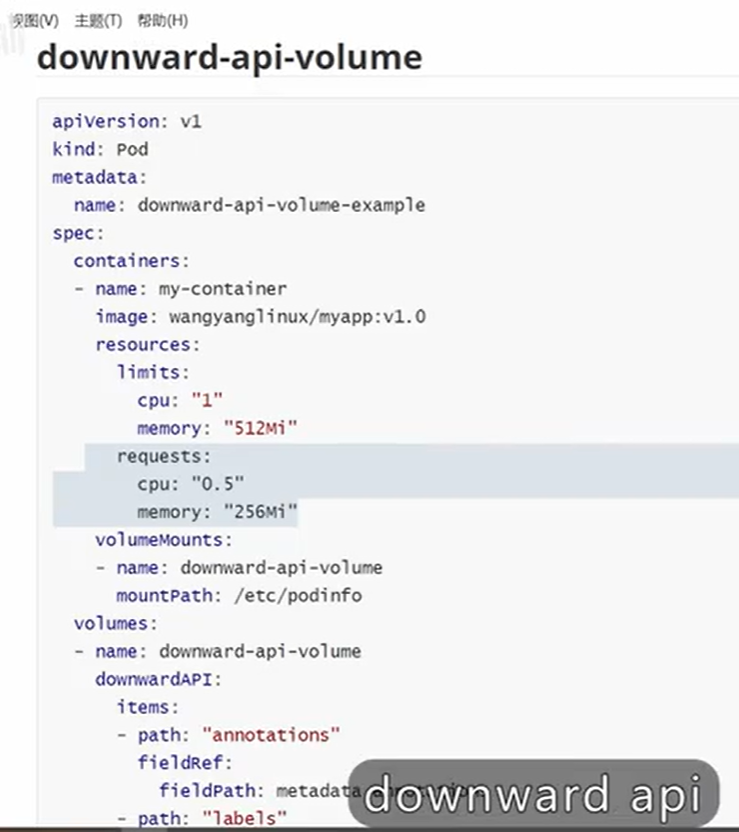 视图(V) 主题(T) 帮助(H)
downward-api-volume
apiVersion: v1
kind: Pod
metadata:
  name: downward-api-volume-example
spec:
  containers:
  - name: my-container
    image: wangyanglinux/myapp:v1.0
    resources:
      limits:
        cpu: "1"
        memory: "512Mi"
      requests:
        cpu: "0.5"
        memory: "256Mi"
    volumeMounts:
    - name: downward-api-volume
      mountPath: /etc/podinfo
  volumes:
  - name: downward-api-volume
    downwardAPI:
      items:
      - path: "annotations"
        fieldRef:
          fieldPath: metadata
      - path: "labels"
downward api